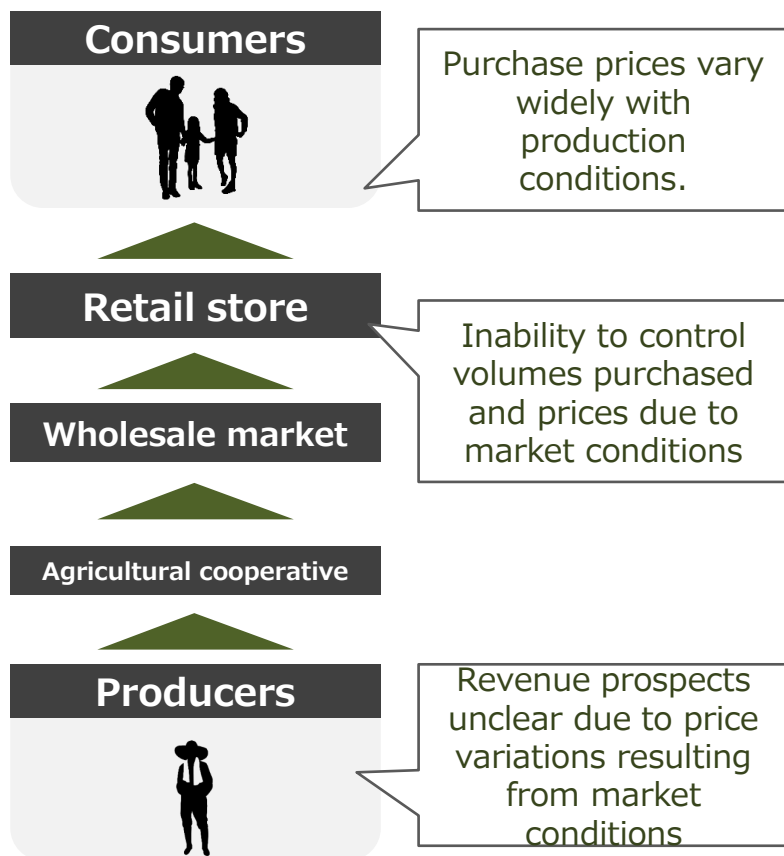 Consumers
Purchase prices vary
widely with
production
conditions.
Retail store
Inability to control
volumes purchased
and prices due to
market conditions
Wholesale market
Agricultural cooperative
Producers
Revenue prospects
unclear due to price
variations resulting
from market
conditions